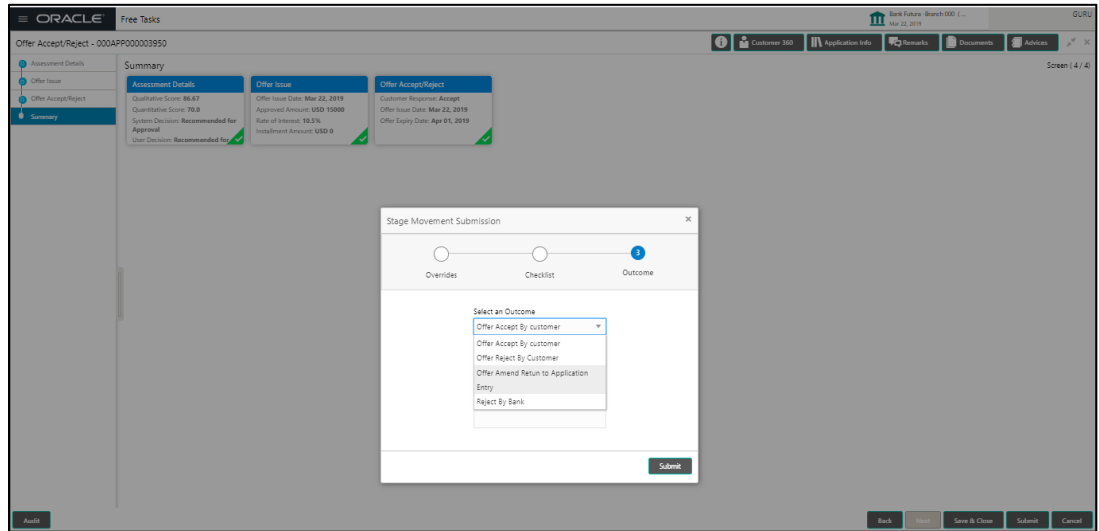 ORACLE
Free Tasks
Bank Futura -Branch 000 (...
Mar 22, 2019
GURU
Offer Accept/Reject - 000APP000003950
Customer 360
Application Info
Remarks
Documents
Advices
Assessment Details
Offer Issue
Offer Accept/Reject
Summary
Summary
Screen ( 4 / 4)
Assessment Details
Qualitative Score: 86.67
Quantitative Score: 70.0
System Decision: Recommended for
Approval
User Decision: Recommended for
Offer Issue
Offer Issue Date: Mar 22, 2019
Approved Amount: USD 15000
Rate of Interest: 10.5%
Installment Amount: USD 0
Offer Accept/Reject
Customer Response: Accept
Offer Issue Date: Mar 22, 2019
Offer Expiry Date: Apr 01, 2019
Stage Movement Submission
3
Overrides
Checklist
Outcome
Select an Outcome
Offer Accept By customer
Offer Accept By customer
Offer Reject By Customer
Offer Amend Retun to Application
Entry
Reject By Bank
Submit
Audit
Back
Next
Save & Close
Submit
Cancel